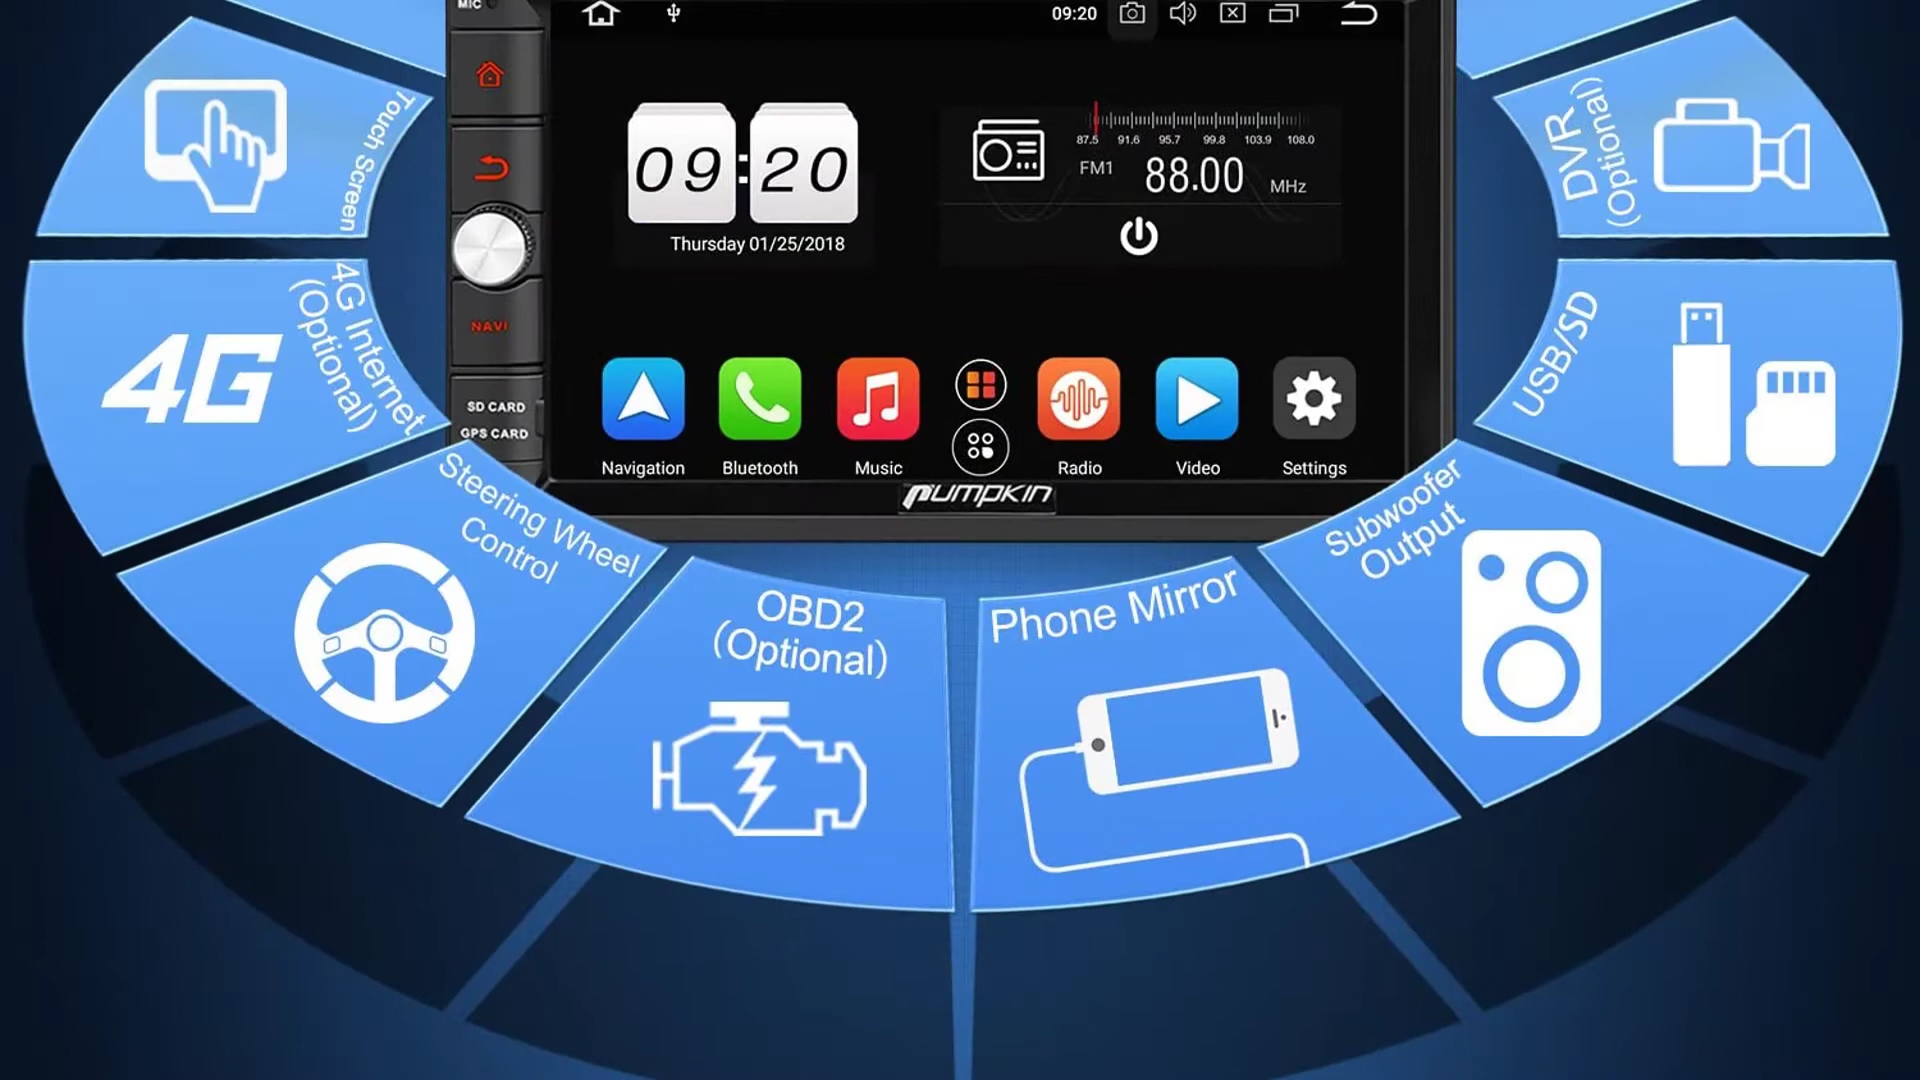 MIC
09:20
09:20
Thursday 01/25/2018
87.5 91.6 95.7 99.8 103.9 108.0
FM1 88.00 MHz
NAVI
SD CARD
GPS CARD
Navigation Bluetooth Music Radio Video Settings
PUMPKIN
Touch Screen
4G
4G Internet
(Optional)
Steering Wheel
Control
OBD2
(Optional)
Phone Mirror
Subwoofer
Output
USB/SD
DVR
(Optional)